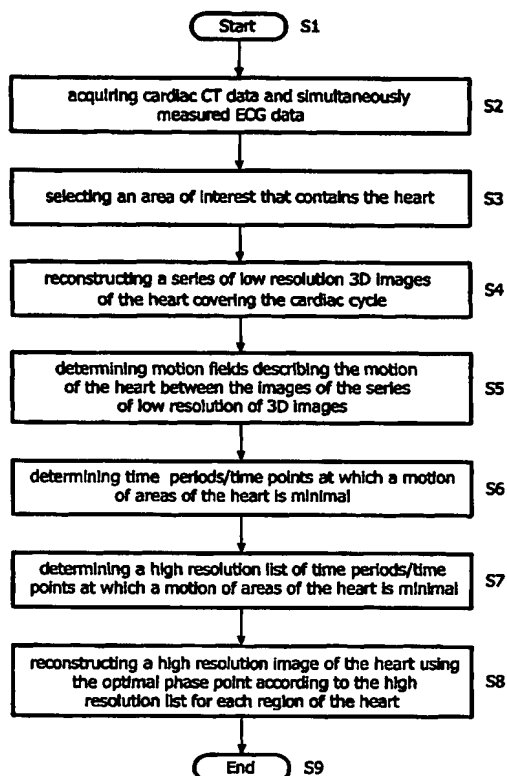 Start S1
acquiring cardiac CT data and simultaneously
measured ECG data
S2
selecting an area of interest that contains the heart
S3
reconstructing a series of low resolution 3D images
of the heart covering the cardiac cycle
S4
determining motion fields describing the motion
of the heart between the images of the series
of low resolution of 3D images
S5
determining time periods/time points at which a motion
of areas of the heart is minimal
S6
determining a high resolution list of time periods/time
points at which a motion of areas of the heart is minimal
S7
reconstructing a high resolution image of the heart using
the optimal phase point according to the high
resolution list for each region of the heart
S8
End S9